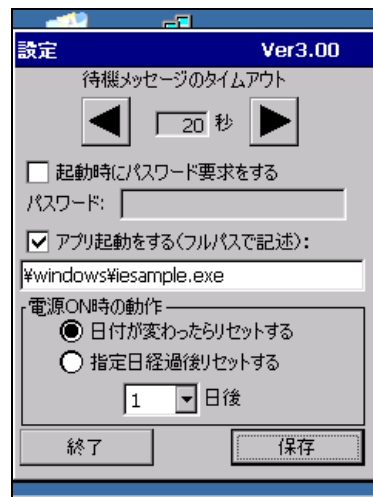 設定 Ver3.00
待機メッセージのタイムアウト
20 秒
起動時にパスワード要求をする
パスワード:
アプリ起動をする(フルパスで記述):
¥windows¥iesample.exe
電源ON時の動作
日付が変わったらリセットする
指定日経過後リセットする
1 日後
終了 保存